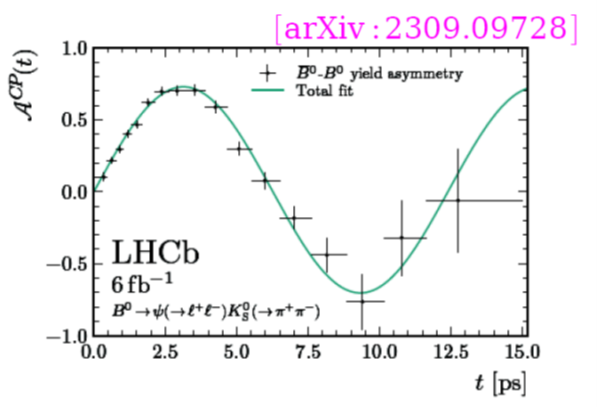 [arXiv:2309.09728]
𝒜^CP(t)
1.0
B̅⁰-B⁰ yield asymmetry
Total fit
0.5
0.0
−0.5
−1.0
LHCb
6 fb⁻¹
B⁰→ψ(→ℓ⁺ℓ⁻)K_S⁰(→π⁺π⁻)
0.0 2.5 5.0 7.5 10.0 12.5 15.0
t [ps]